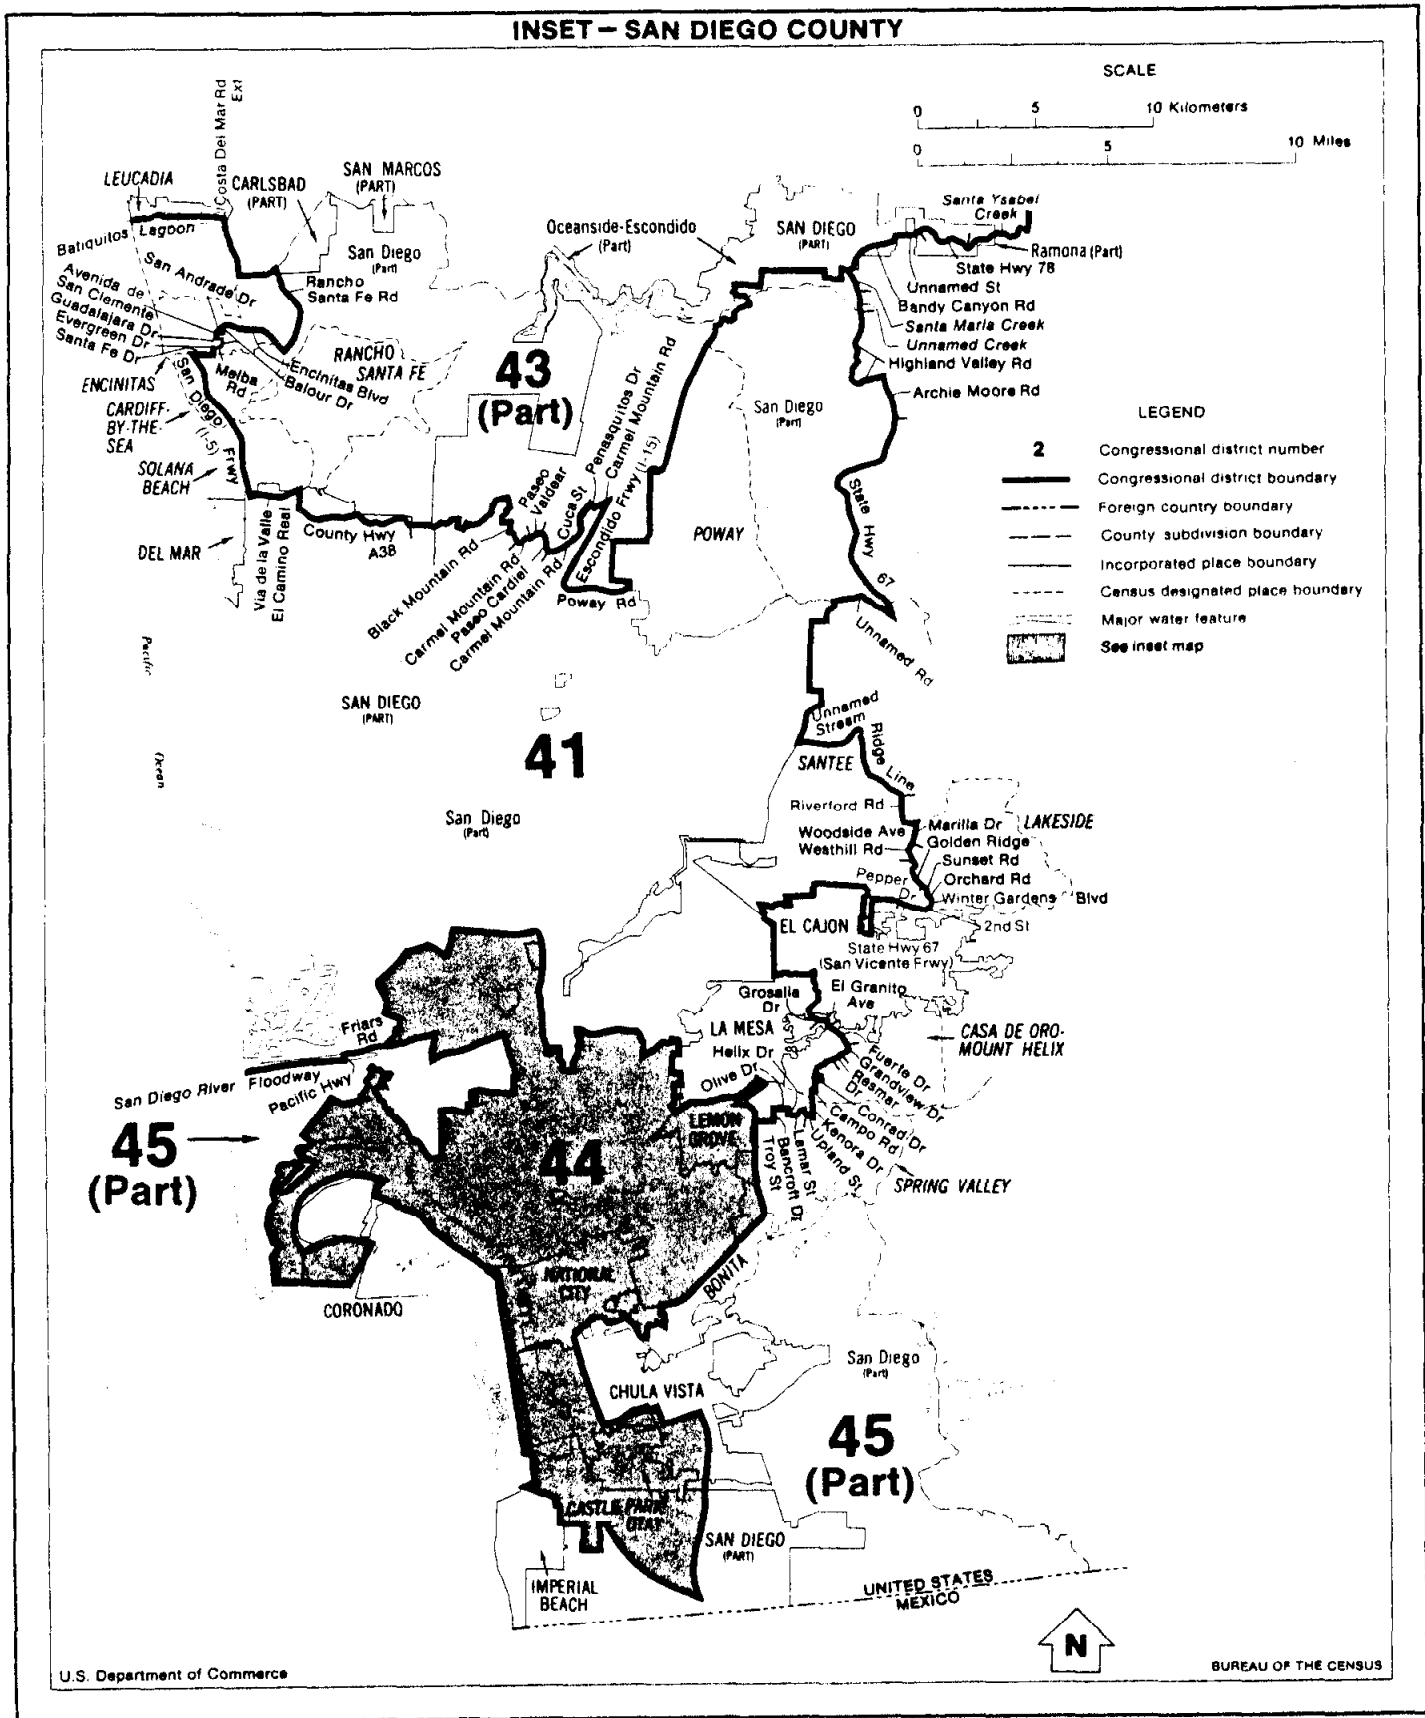 INSET – SAN DIEGO COUNTY
SCALE
0 5 10 Kilometers
0 5 10 Miles
Costa Del Mar Rd
Ext
LEUCADIA
CARLSBAD
(PART)
SAN MARCOS
(PART)
Batiquitos Lagoon
San Diego
(Part)
Oceanside-Escondido
(Part)
SAN DIEGO
(PART)
Santa Ysabel
Creek
Ramona (Part)
State Hwy 78
Unnamed St
Bandy Canyon Rd
Santa Maria Creek
Unnamed Creek
Highland Valley Rd
Archie Moore Rd
San Andrade Dr
Avenida de
San Clemente
Guadalajara Dr
Evergreen Dr
Santa Fe Dr
Rancho
Santa Fe Rd
RANCHO
SANTA FE
ENCINITAS
Melba
Rd
Encinitas Blvd
Balour Dr
CARDIFF-
BY-THE-
SEA
San Diego
(I-5)
Frwy
SOLANA
BEACH
43
(Part)
Penasquitos Dr
Carmel Mountain Rd
San Diego
(Part)
LEGEND
2 Congressional district number
Congressional district boundary
Foreign country boundary
County subdivision boundary
Incorporated place boundary
Census designated place boundary
Major water feature
See inset map
DEL MAR
Via de la Valle
El Camino Real
County Hwy
A38
Paseo
Valdear
Cuca St
Escondido Frwy (I-15)
Black Mountain Rd
Carmel Mountain Rd
Paseo Cardiel
Carmel Mountain Rd
Poway Rd
POWAY
State Hwy 67
Unnamed Rd
Pacific
Ocean
SAN DIEGO
(PART)
41
San Diego
(Part)
Unnamed
Stream
Ridge Line
SANTEE
Riverford Rd
Woodside Ave
Westhill Rd
Marilla Dr
LAKESIDE
Golden Ridge
Sunset Rd
Orchard Rd
Pepper
Dr
Winter Gardens Blvd
2nd St
EL CAJON
State Hwy 67
(San Vicente Frwy)
Grosalia
Dr
El Granito
Ave
LA MESA
CASA DE ORO-
MOUNT HELIX
Helix Dr
Olive Dr
Fuerte Dr
Grandview Dr
Resmar
Dr
Conrad Dr
Campo Rd
Kenora Dr
Upland St
Lamar St
Bancroft Dr
Troy St
SPRING VALLEY
Friars
Rd
San Diego River Floodway
Pacific Hwy
45
(Part)
LEMON
GROVE
44
NATIONAL
CITY
BONITA
CORONADO
CHULA VISTA
San Diego
(Part)
45
(Part)
CASTLE PARK
OTAY
SAN DIEGO
(PART)
IMPERIAL
BEACH
UNITED STATES
MEXICO
N
U.S. Department of Commerce
BUREAU OF THE CENSUS